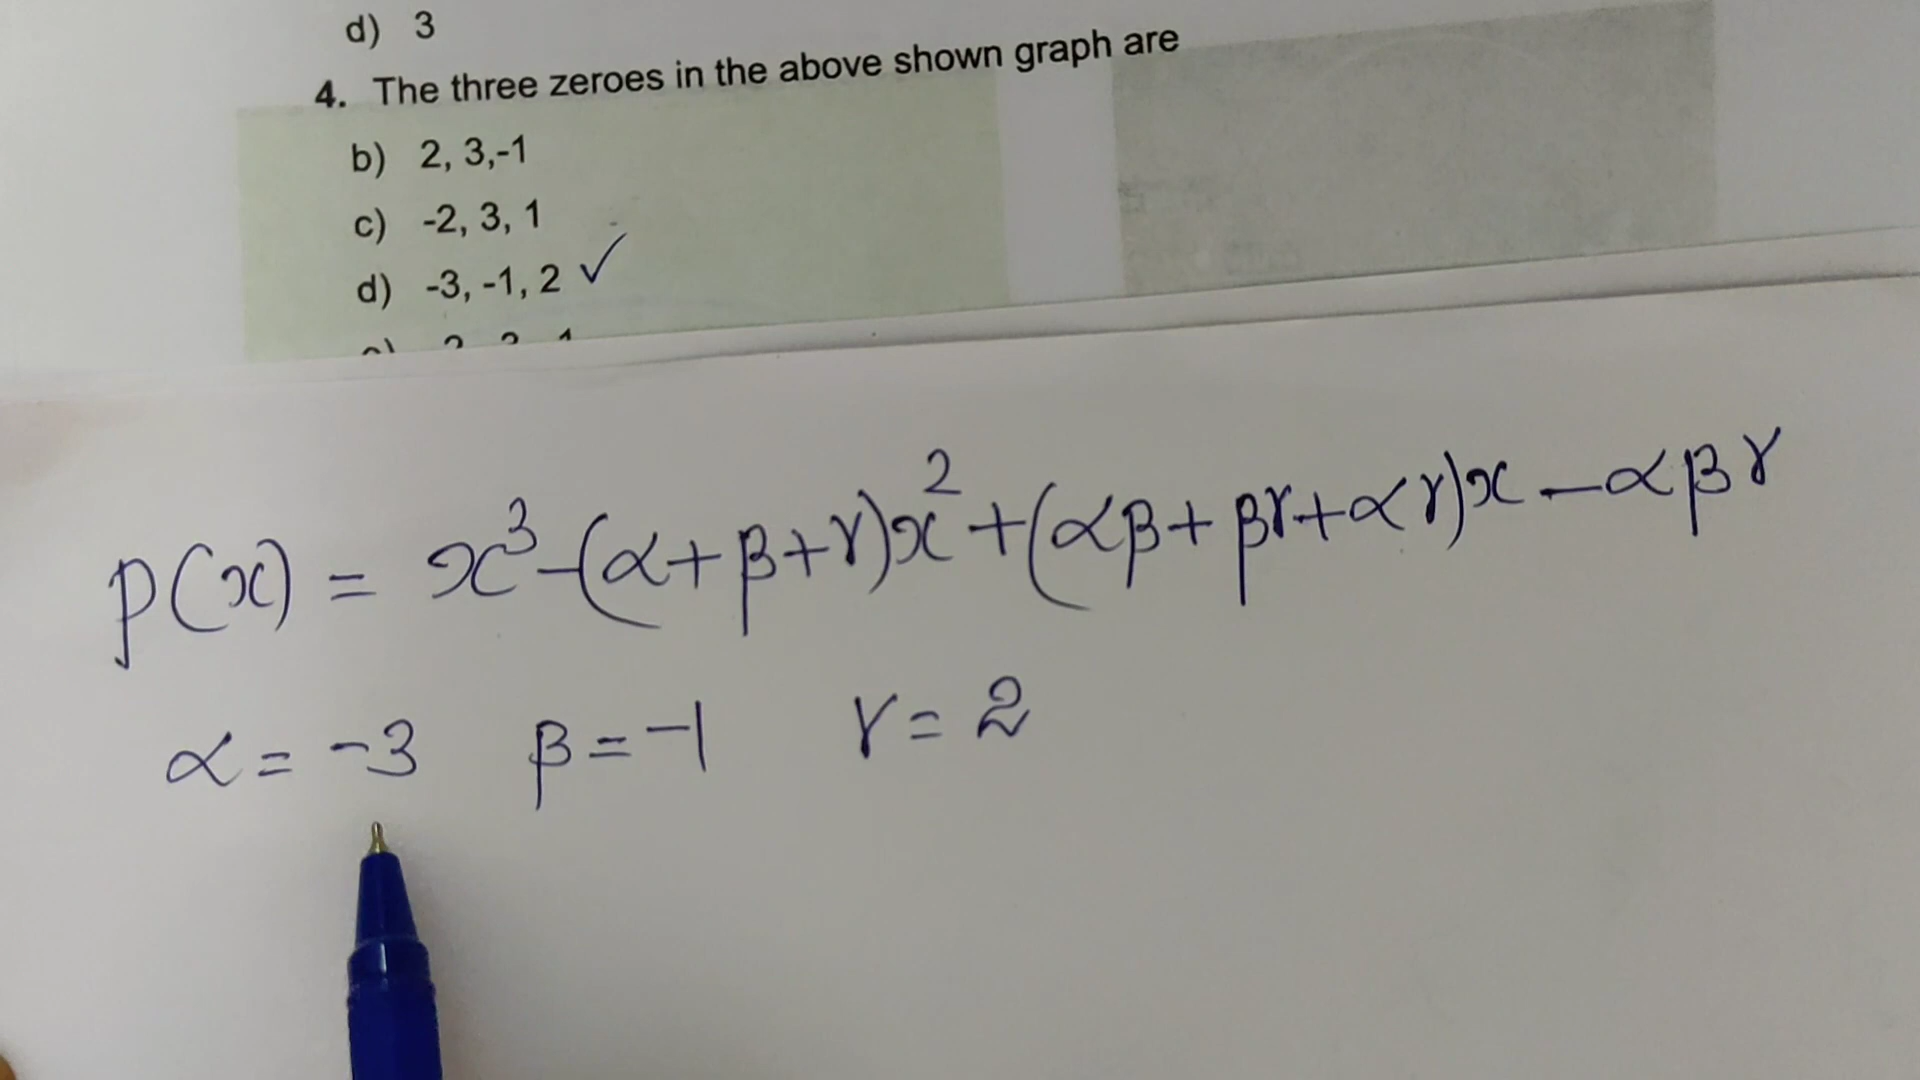 d) 3
4. The three zeroes in the above shown graph are
b) 2, 3,-1
c) -2, 3, 1
d) -3, -1, 2 ✓
p(x) = x³-(α+β+γ)x²+(αβ+βγ+αγ)x-αβγ
α = -3 β = -1 γ = 2